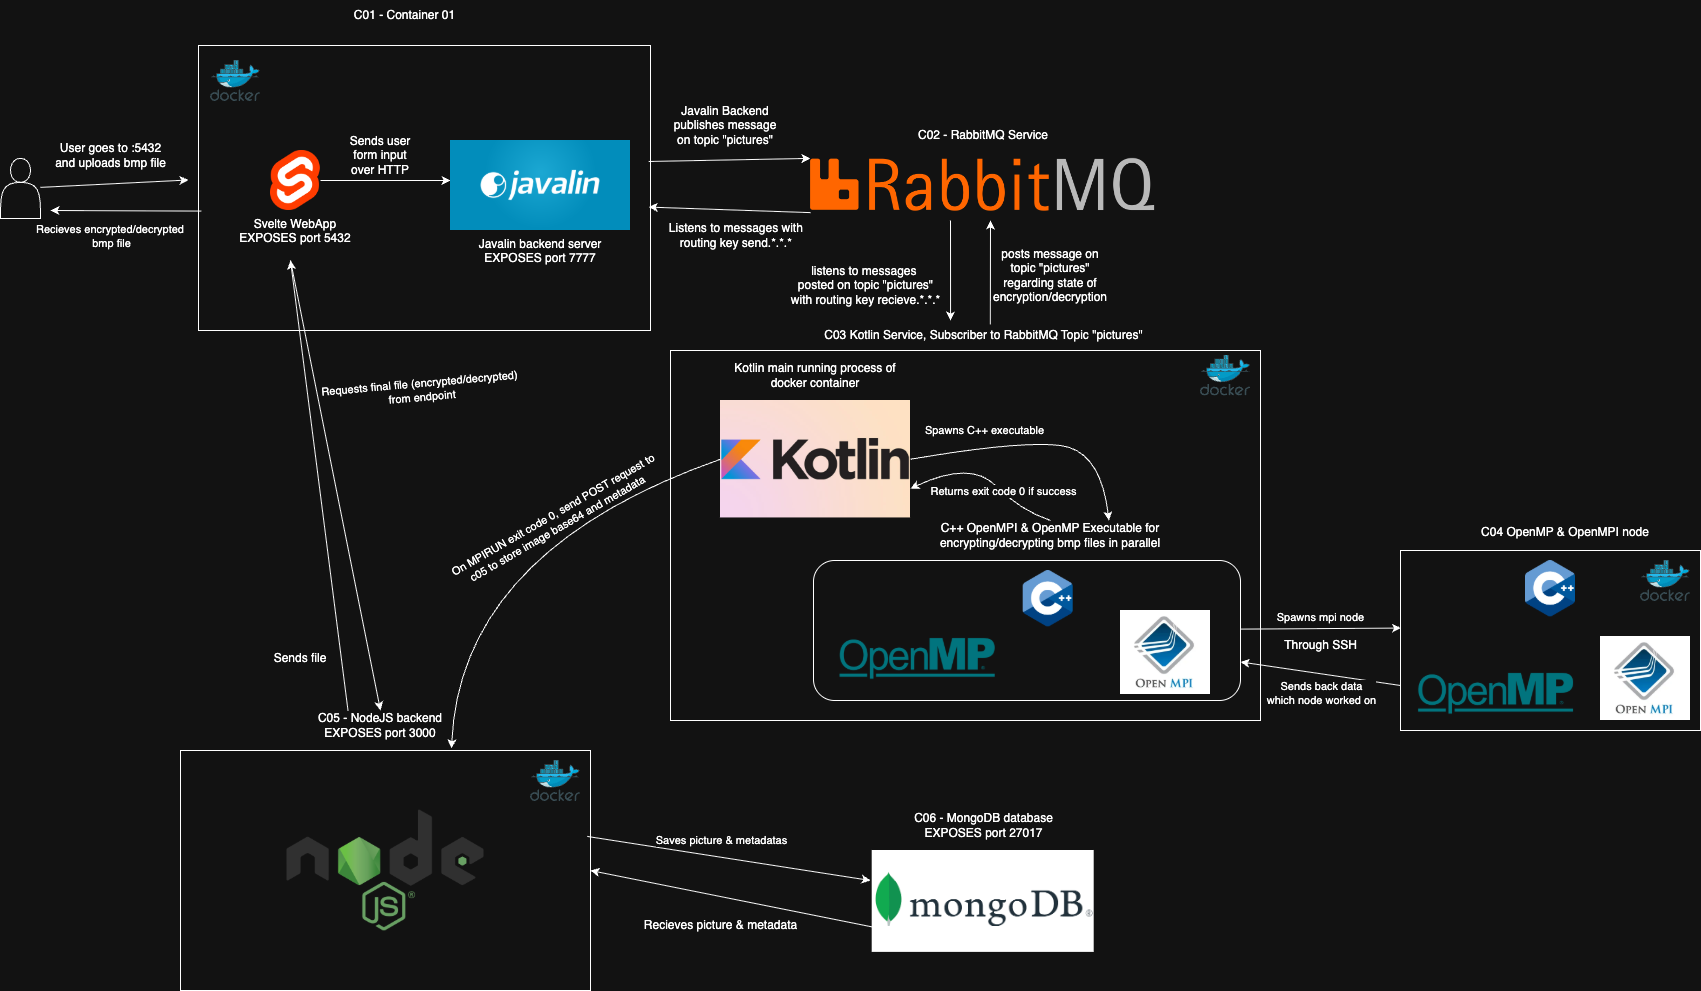 C01 - Container 01
docker
User goes to :5432
and uploads bmp file
Recieves encrypted/decrypted
bmp file
Sends user
form input
over HTTP
Svelte WebApp
EXPOSES port 5432
javalin
Javalin backend server
EXPOSES port 7777
Javalin Backend
publishes message
on topic "pictures"
Listens to messages with
routing key send.*.*.*
C02 - RabbitMQ Service
RabbitMQ
listens to messages
posted on topic "pictures"
with routing key recieve.*.*.*
posts message on
topic "pictures"
regarding state of
encryption/decryption
C03 Kotlin Service, Subscriber to RabbitMQ Topic "pictures"
Kotlin main running process of
docker container
docker
Kotlin
Spawns C++ executable
Returns exit code 0 if success
C++ OpenMPI & OpenMP Executable for
encrypting/decrypting bmp files in parallel
C++
OpenMP
OPEN MPI
Spawns mpi node
Through SSH
Sends back data
which node worked on
C04 OpenMP & OpenMPI node
C++
docker
OpenMP
OPEN MPI
Requests final file (encrypted/decrypted)
from endpoint
On MPIRUN exit code 0, send POST request to
c05 to store image base64 and metadata
Sends file
C05 - NodeJS backend
EXPOSES port 3000
docker
node
JS®
Saves picture & metadatas
Recieves picture & metadata
C06 - MongoDB database
EXPOSES port 27017
mongoDB®